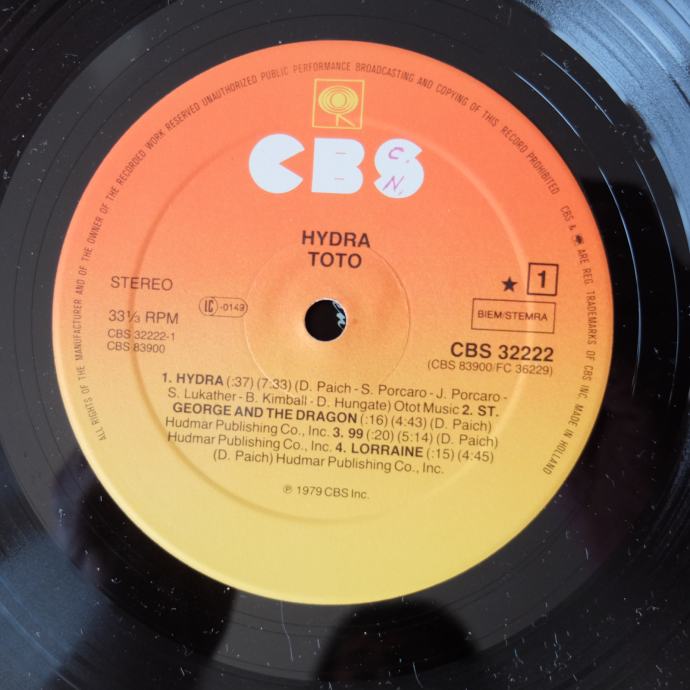 CBS
C.
N.
HYDRA
TOTO
STEREO
33⅓ RPM
CBS 32222-1
CBS 83900
IC -0149
★ 1
BIEM/STEMRA
CBS 32222
(CBS 83900/FC 36229)
1. HYDRA (:37) (7:33) (D. Paich - S. Porcaro - J. Porcaro -
S. Lukather - B. Kimball - D. Hungate) Otot Music 2. ST.
GEORGE AND THE DRAGON (:16) (4:43) (D. Paich)
Hudmar Publishing Co., Inc. 3. 99 (:20) (5:14) (D. Paich)
Hudmar Publishing Co., Inc. 4. LORRAINE (:15) (4:45)
(D. Paich) Hudmar Publishing Co., Inc.
℗ 1979 CBS Inc.
ALL RIGHTS OF THE MANUFACTURER AND OF THE OWNER OF THE RECORDED WORK RESERVED UNAUTHORIZED PUBLIC PERFORMANCE BROADCASTING AND COPYING OF THIS RECORD PROHIBITED CBS & ARE REG. TRADEMARKS OF CBS INC. MADE IN HOLLAND